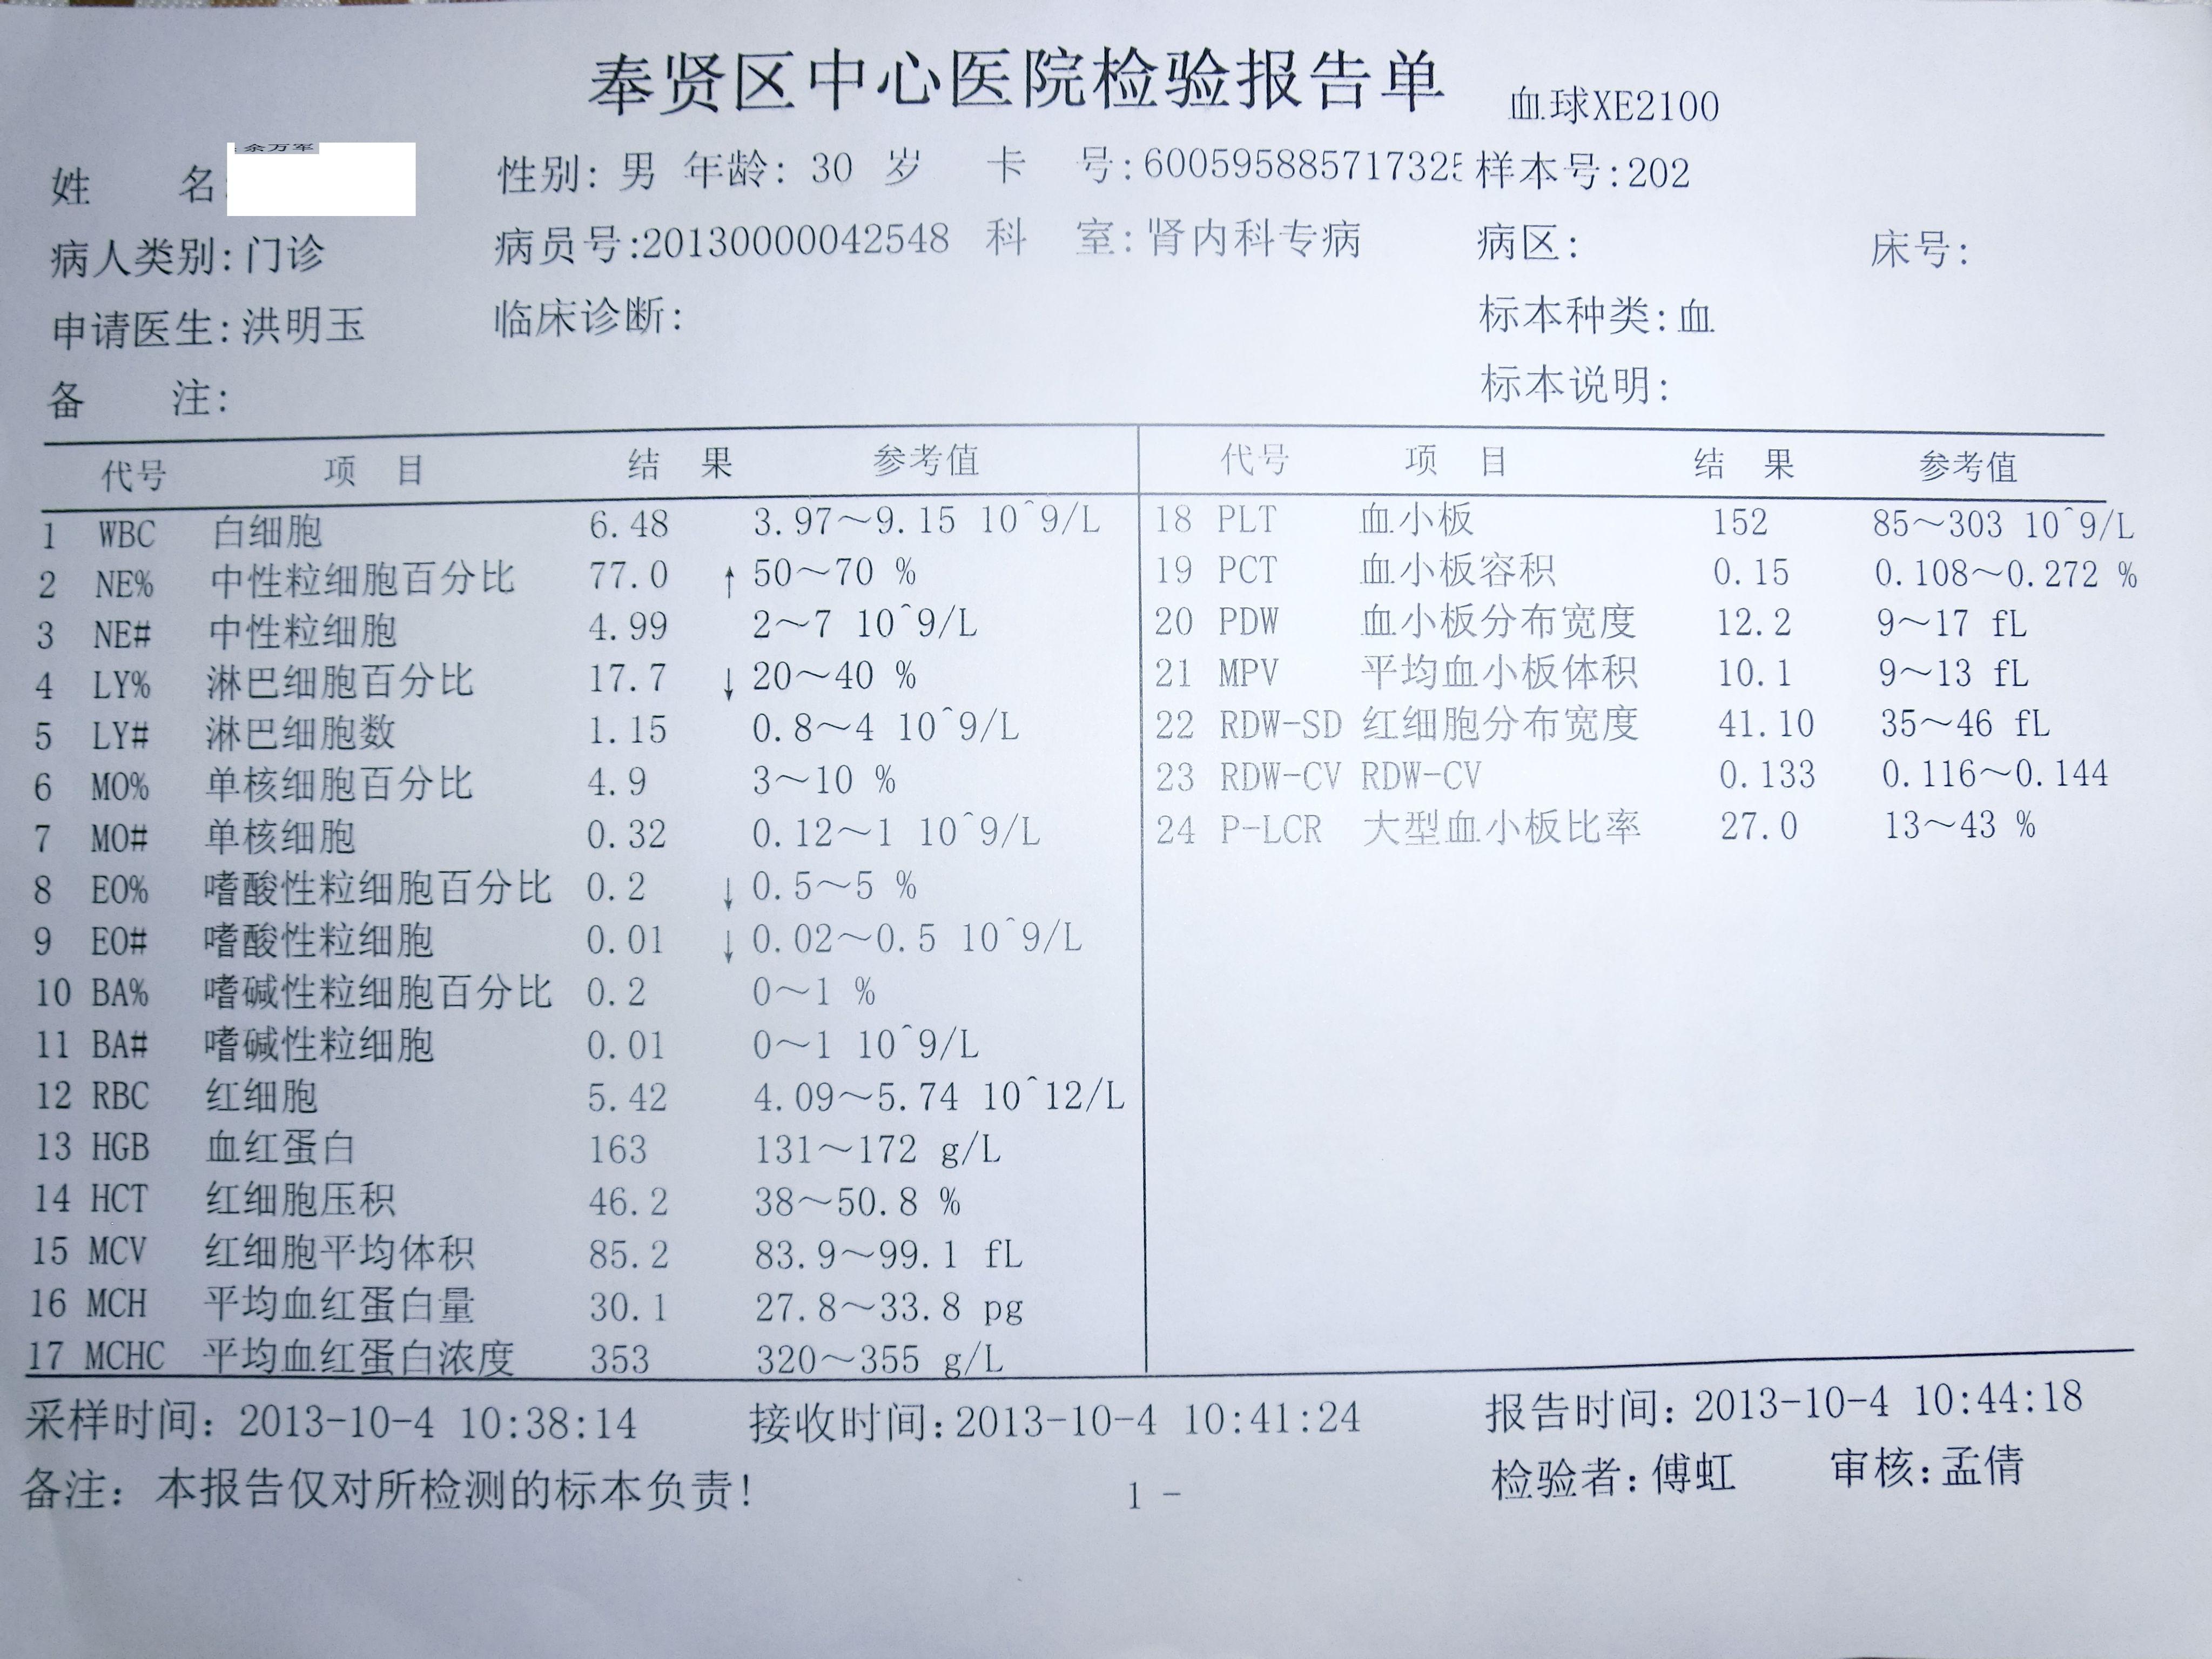 奉贤区中心医院检验报告单 血球XE2100
姓 名: 性别: 男 年龄: 30 岁 卡 号: 600595885717325 样本号:202
病人类别: 门诊 病员号:20130000042548 科 室: 肾内科专病 病区: 床号:
申请医生: 洪明玉 临床诊断: 标本种类: 血
备 注: 标本说明:
代号 项 目 结 果 参考值 代号 项 目 结 果 参考值
1 WBC 白细胞 6.48 3.97～9.15 10^9/L 18 PLT 血小板 152 85～303 10^9/L
2 NE% 中性粒细胞百分比 77.0 ↑ 50～70 % 19 PCT 血小板容积 0.15 0.108～0.272 %
3 NE# 中性粒细胞 4.99 2～7 10^9/L 20 PDW 血小板分布宽度 12.2 9～17 fL
4 LY% 淋巴细胞百分比 17.7 ↓ 20～40 % 21 MPV 平均血小板体积 10.1 9～13 fL
5 LY# 淋巴细胞数 1.15 0.8～4 10^9/L 22 RDW-SD 红细胞分布宽度 41.10 35～46 fL
6 MO% 单核细胞百分比 4.9 3～10 % 23 RDW-CV RDW-CV 0.133 0.116～0.144
7 MO# 单核细胞 0.32 0.12～1 10^9/L 24 P-LCR 大型血小板比率 27.0 13～43 %
8 EO% 嗜酸性粒细胞百分比 0.2 ↓ 0.5～5 %
9 EO# 嗜酸性粒细胞 0.01 ↓ 0.02～0.5 10^9/L
10 BA% 嗜碱性粒细胞百分比 0.2 0～1 %
11 BA# 嗜碱性粒细胞 0.01 0～1 10^9/L
12 RBC 红细胞 5.42 4.09～5.74 10^12/L
13 HGB 血红蛋白 163 131～172 g/L
14 HCT 红细胞压积 46.2 38～50.8 %
15 MCV 红细胞平均体积 85.2 83.9～99.1 fL
16 MCH 平均血红蛋白量 30.1 27.8～33.8 pg
17 MCHC 平均血红蛋白浓度 353 320～355 g/L
采样时间: 2013-10-4 10:38:14 接收时间: 2013-10-4 10:41:24 报告时间: 2013-10-4 10:44:18
备注: 本报告仅对所检测的标本负责! 1 - 检验者: 傅虹 审核: 孟倩